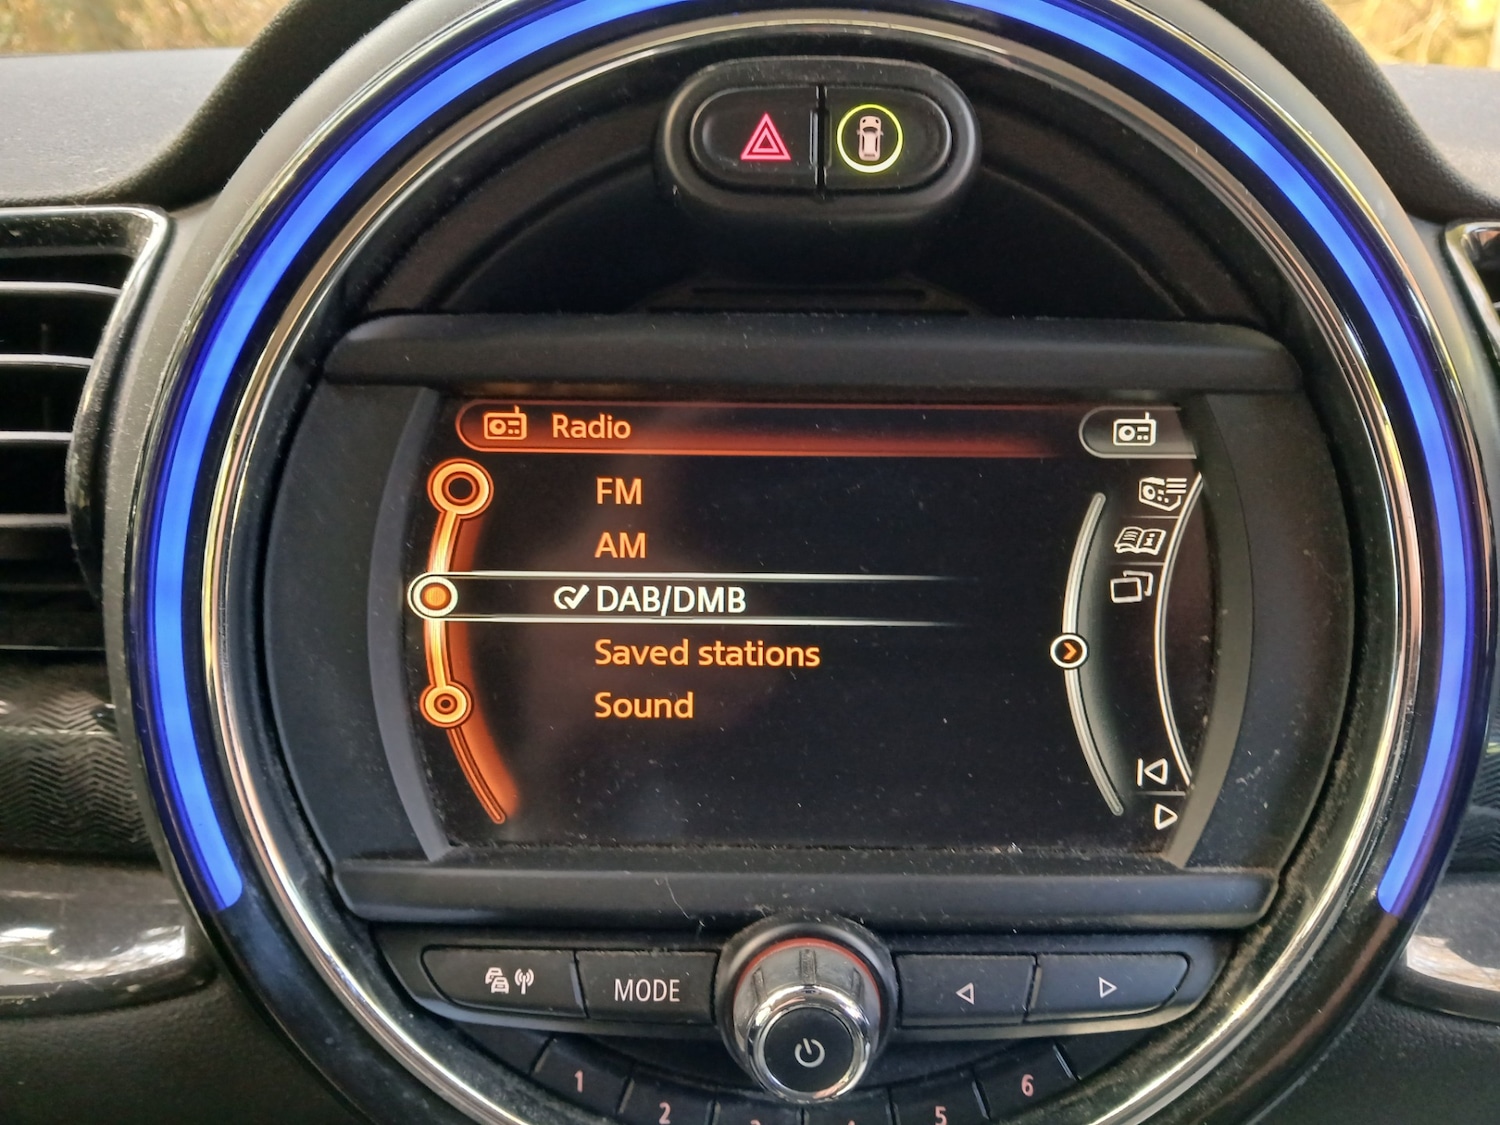 Radio
FM
AM
DAB/DMB
Saved stations
Sound
MODE
1
2
5
6